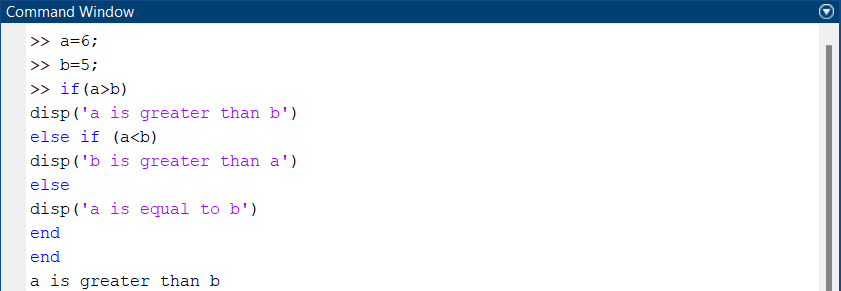 Command Window
>> a=6;
>> b=5;
>> if(a>b)
disp('a is greater than b')
else if (a<b)
disp('b is greater than a')
else
disp('a is equal to b')
end
end
a is greater than b